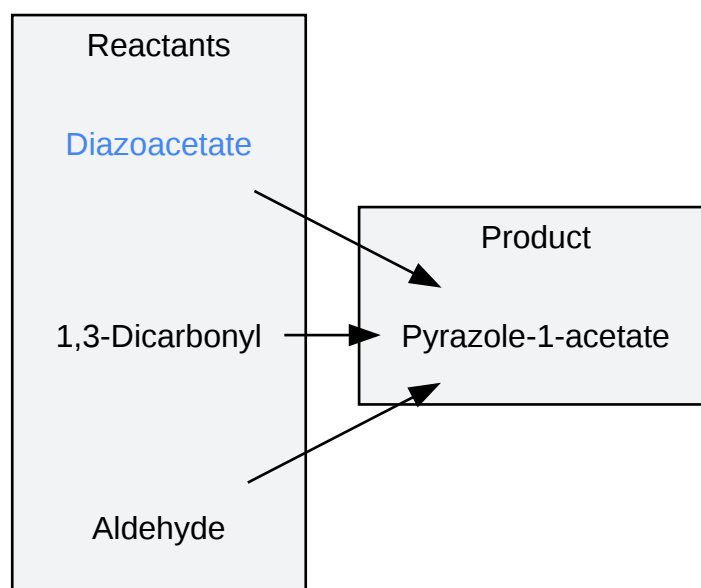 Reactants
Diazoacetate
Product
1,3-Dicarbonyl
Pyrazole-1-acetate
Aldehyde